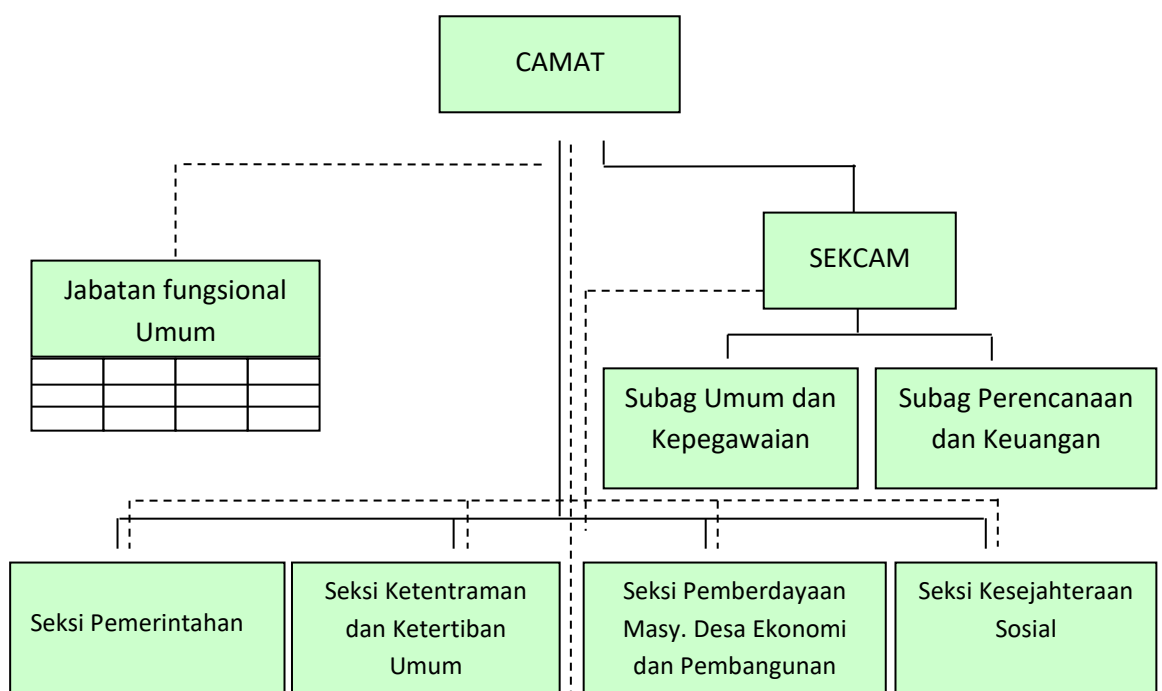 CAMAT
SEKCAM
Jabatan fungsional
Umum
Subag Umum dan
Kepegawaian
Subag Perencanaan
dan Keuangan
Seksi Pemerintahan
Seksi Ketentraman
dan Ketertiban
Umum
Seksi Pemberdayaan
Masy. Desa Ekonomi
dan Pembangunan
Seksi Kesejahteraan
Sosial